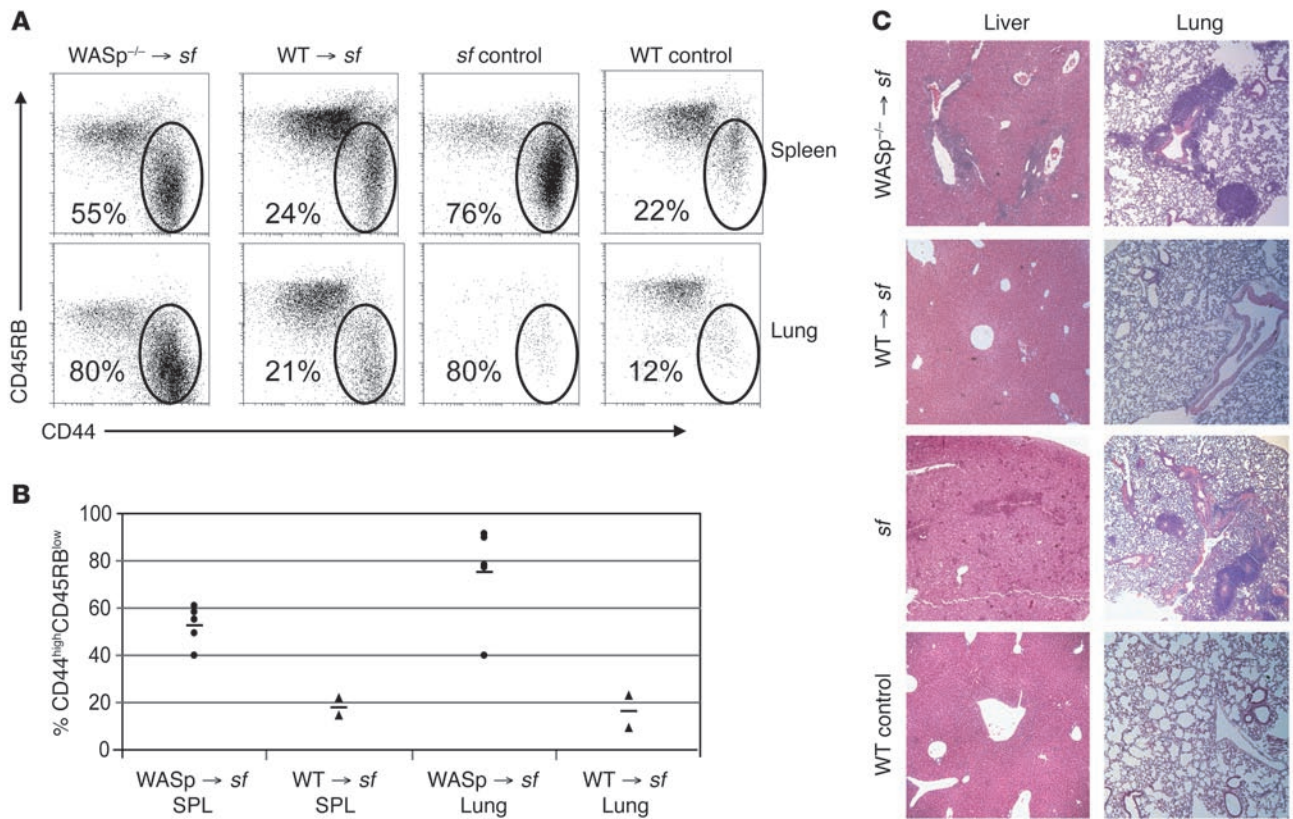 A
WASp–/– → sf
WT → sf
sf control
WT control
CD45RB
55%
24%
76%
22%
Spleen
80%
21%
80%
12%
Lung
CD44
B
% CD44highCD45RBlow
100
80
60
40
20
0
WASp → sf
SPL
WT → sf
SPL
WASp → sf
Lung
WT → sf
Lung
C
Liver
Lung
WASp–/– → sf
WT → sf
sf
WT control